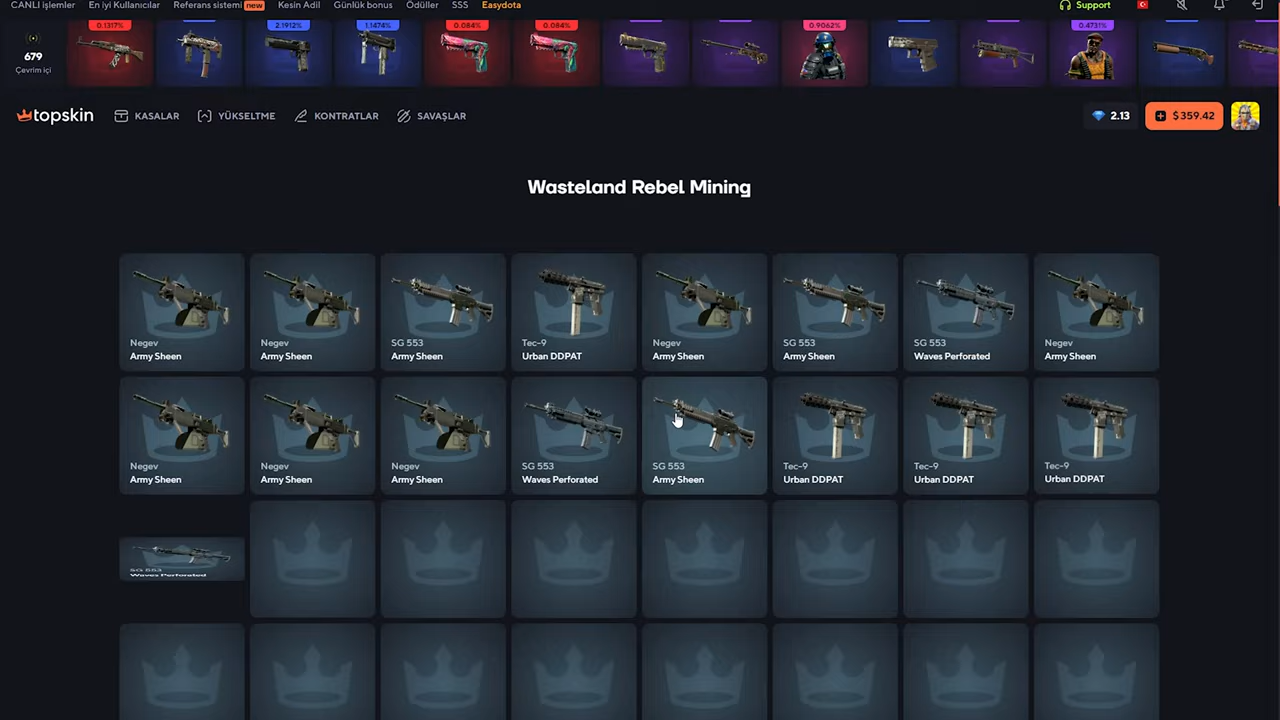 CANLI işlemler En iyi Kullanıcılar Referans sistemi new Kesin Adil Günlük bonus Ödüller SSS Easydota Support
0.1317% 2.1912% 1.1474% 0.084% 0.084% 0.9062% 0.4731%
679
Çevrim içi
topskin KASALAR YÜKSELTME KONTRATLAR SAVAŞLAR 2.13 $ 359.42
Wasteland Rebel Mining
Negev Negev SG 553 Tec-9 Negev SG 553 SG 553 Negev
Army Sheen Army Sheen Army Sheen Urban DDPAT Army Sheen Army Sheen Waves Perforated Army Sheen
Negev Negev Negev SG 553 SG 553 Tec-9 Tec-9 Tec-9
Army Sheen Army Sheen Army Sheen Waves Perforated Army Sheen Urban DDPAT Urban DDPAT Urban DDPAT
SG 553
Waves Perforated